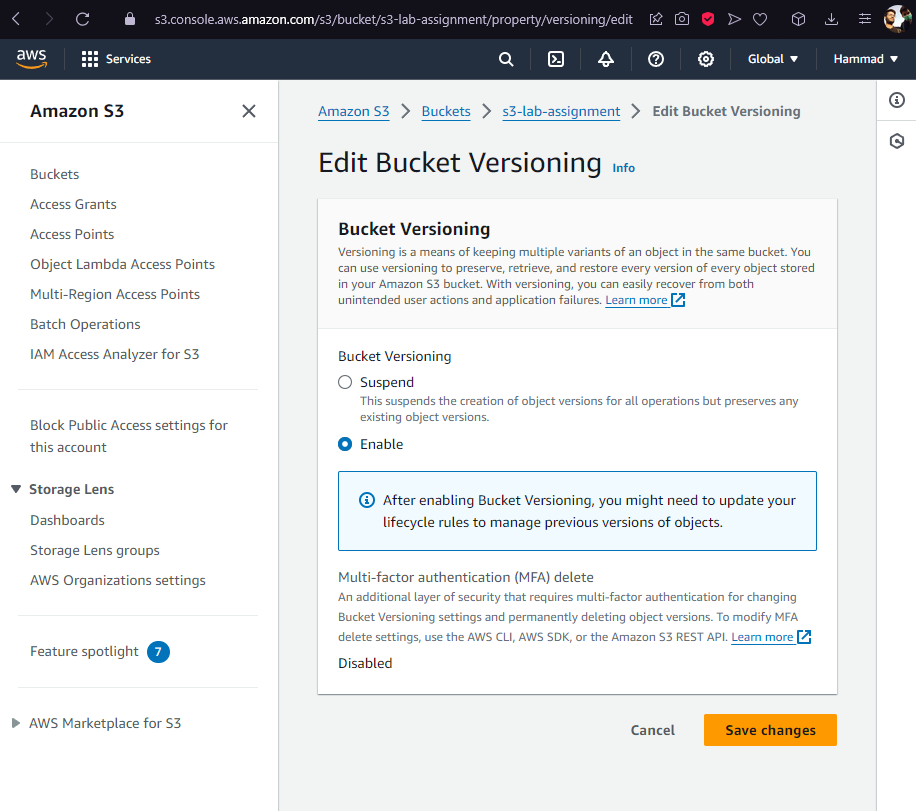 s3.console.aws.amazon.com/s3/bucket/s3-lab-assignment/property/versioning/edit
aws
Services
Global
Hammad
Amazon S3
Buckets
Access Grants
Access Points
Object Lambda Access Points
Multi-Region Access Points
Batch Operations
IAM Access Analyzer for S3
Block Public Access settings for
this account
Storage Lens
Dashboards
Storage Lens groups
AWS Organizations settings
Feature spotlight 7
AWS Marketplace for S3
Amazon S3 > Buckets > s3-lab-assignment > Edit Bucket Versioning
Edit Bucket Versioning Info
Bucket Versioning
Versioning is a means of keeping multiple variants of an object in the same bucket. You
can use versioning to preserve, retrieve, and restore every version of every object stored
in your Amazon S3 bucket. With versioning, you can easily recover from both
unintended user actions and application failures. Learn more
Bucket Versioning
Suspend
This suspends the creation of object versions for all operations but preserves any
existing object versions.
Enable
After enabling Bucket Versioning, you might need to update your
lifecycle rules to manage previous versions of objects.
Multi-factor authentication (MFA) delete
An additional layer of security that requires multi-factor authentication for changing
Bucket Versioning settings and permanently deleting object versions. To modify MFA
delete settings, use the AWS CLI, AWS SDK, or the Amazon S3 REST API. Learn more
Disabled
Cancel
Save changes